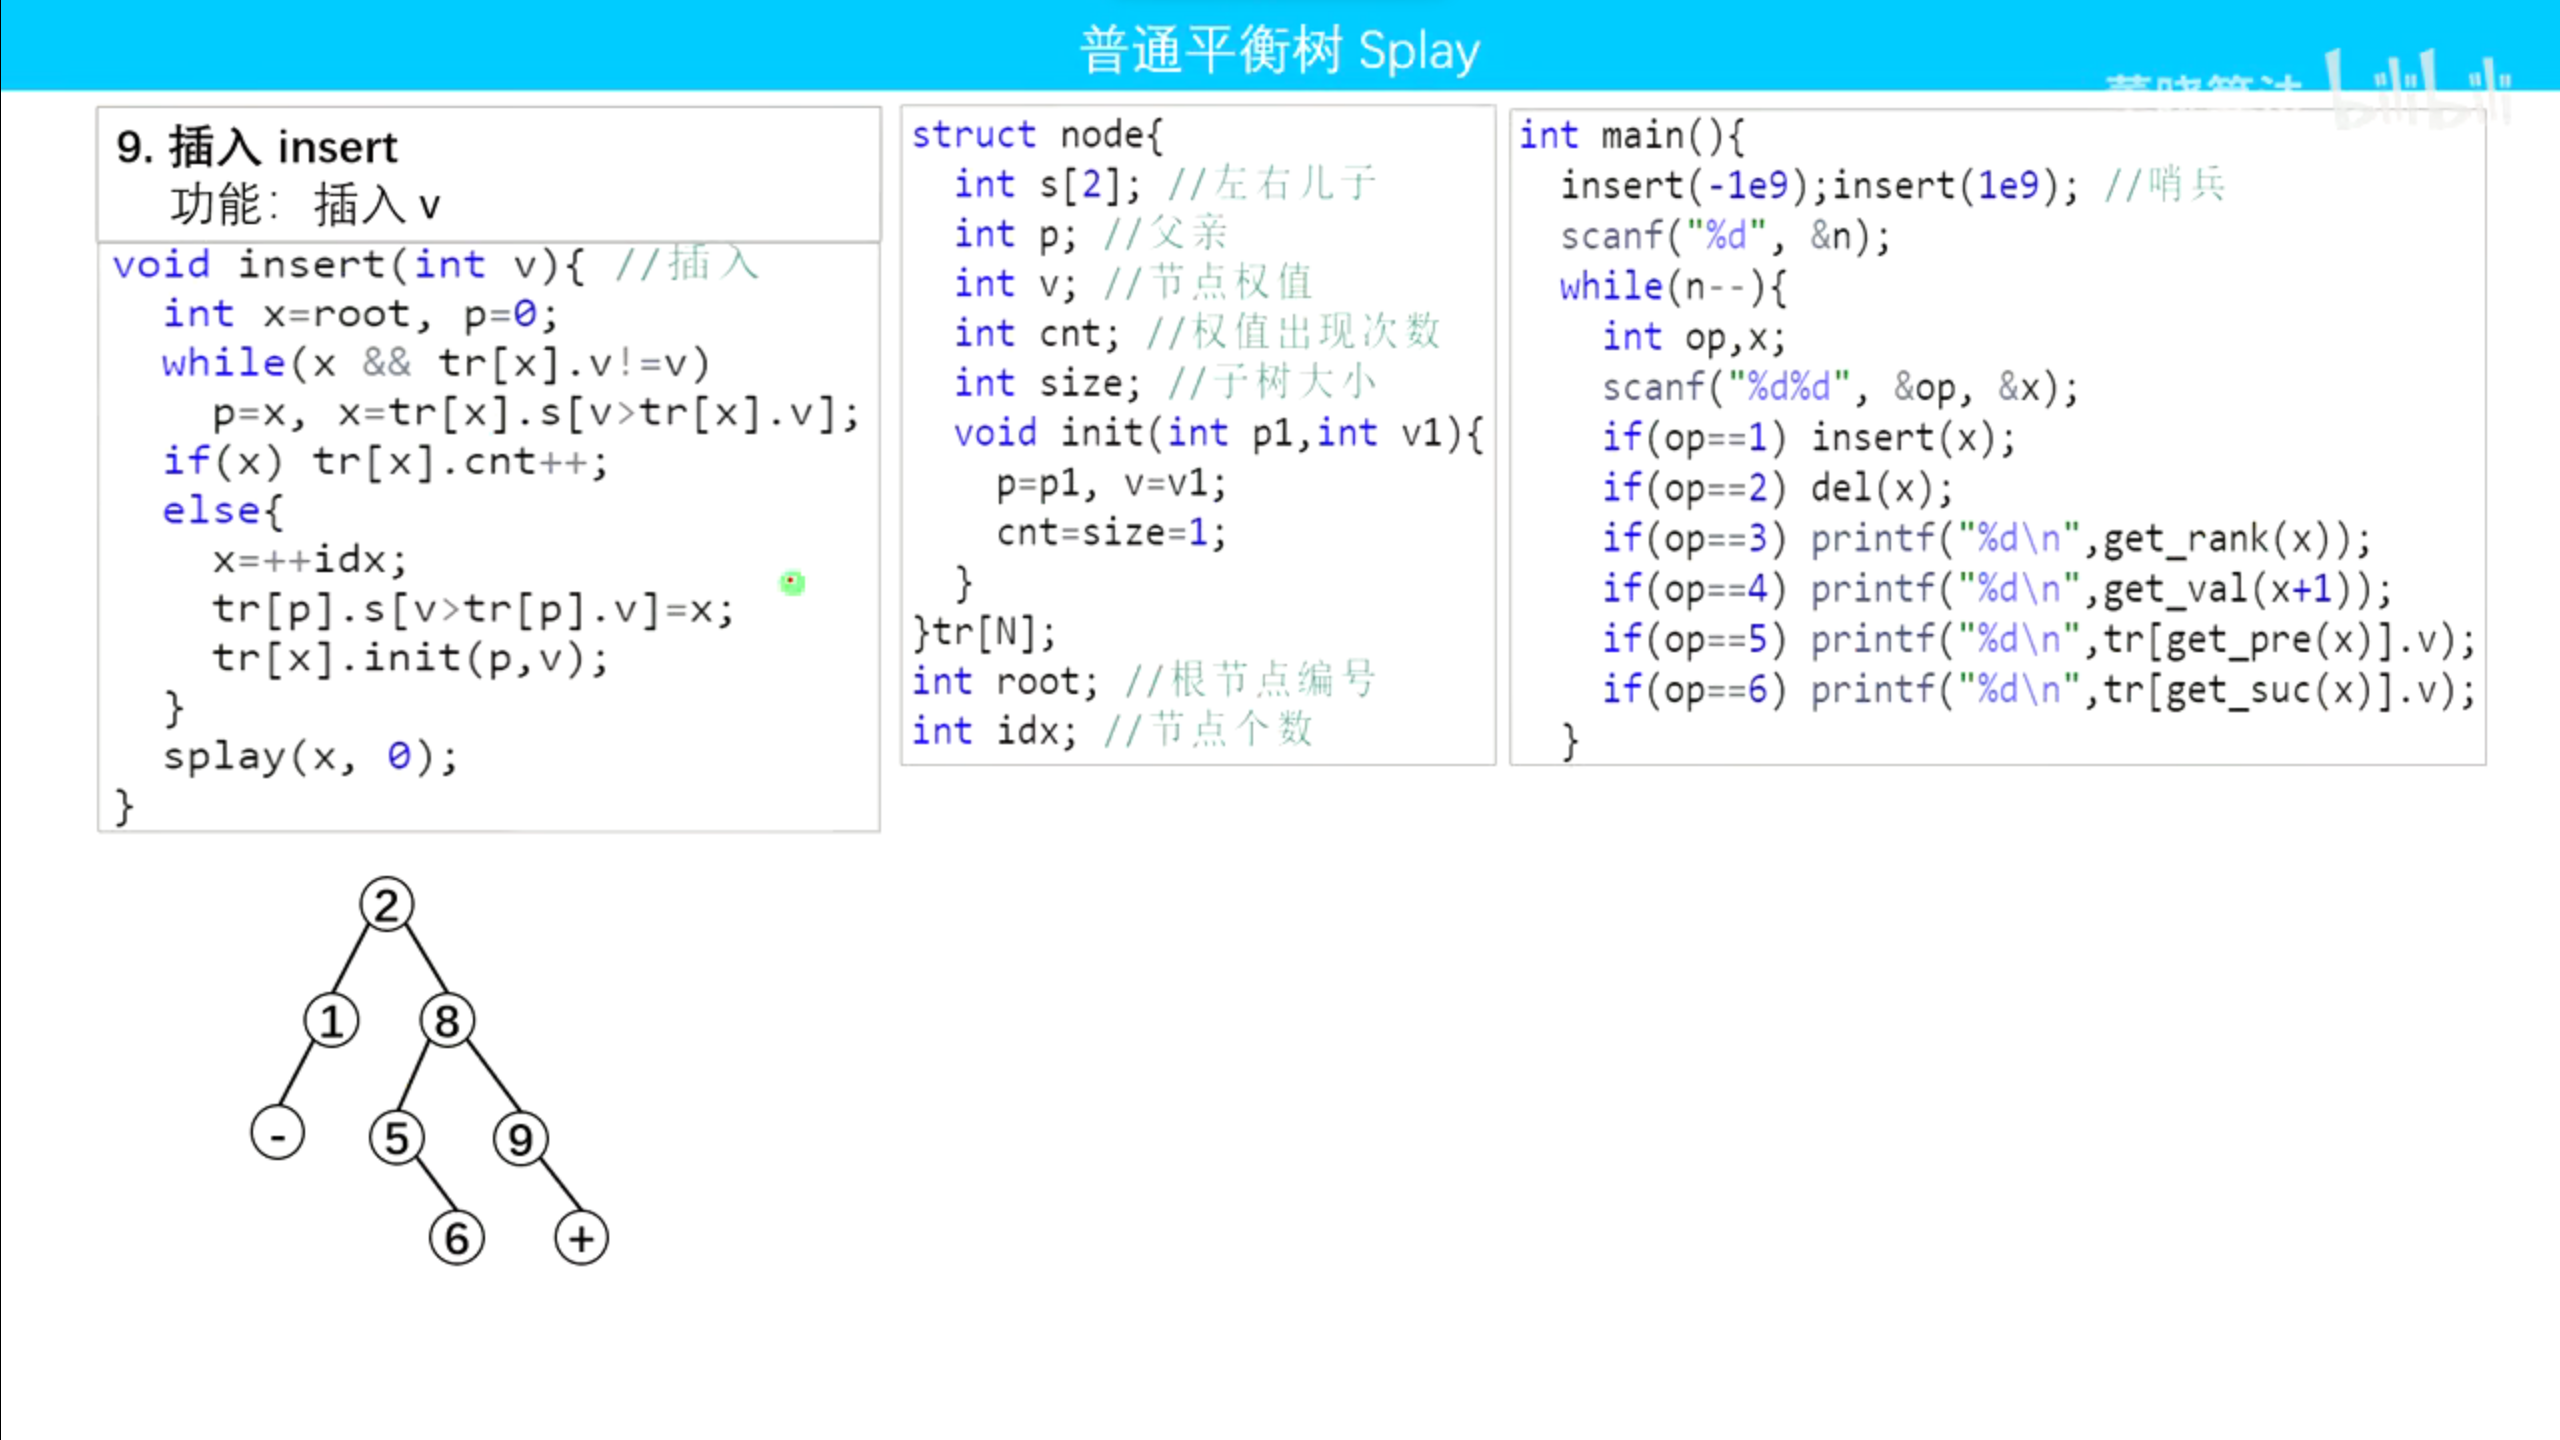 普通平衡树 Splay
bilibili
9. 插入 insert
功能： 插入 v
void insert(int v){ //插入
int x=root, p=0;
while(x && tr[x].v!=v)
p=x, x=tr[x].s[v>tr[x].v];
if(x) tr[x].cnt++;
else{
x=++idx;
tr[p].s[v>tr[p].v]=x;
tr[x].init(p,v);
}
splay(x, 0);
}
struct node{
int s[2]; //左右儿子
int p; //父亲
int v; //节点权值
int cnt; //权值出现次数
int size; //子树大小
void init(int p1,int v1){
p=p1, v=v1;
cnt=size=1;
}
}tr[N];
int root; //根节点编号
int idx; //节点个数
int main(){
insert(-1e9);insert(1e9); //哨兵
scanf("%d", &n);
while(n--){
int op,x;
scanf("%d%d", &op, &x);
if(op==1) insert(x);
if(op==2) del(x);
if(op==3) printf("%d\n",get_rank(x));
if(op==4) printf("%d\n",get_val(x+1));
if(op==5) printf("%d\n",tr[get_pre(x)].v);
if(op==6) printf("%d\n",tr[get_suc(x)].v);
}
2
1 8
- 5 9
6 +